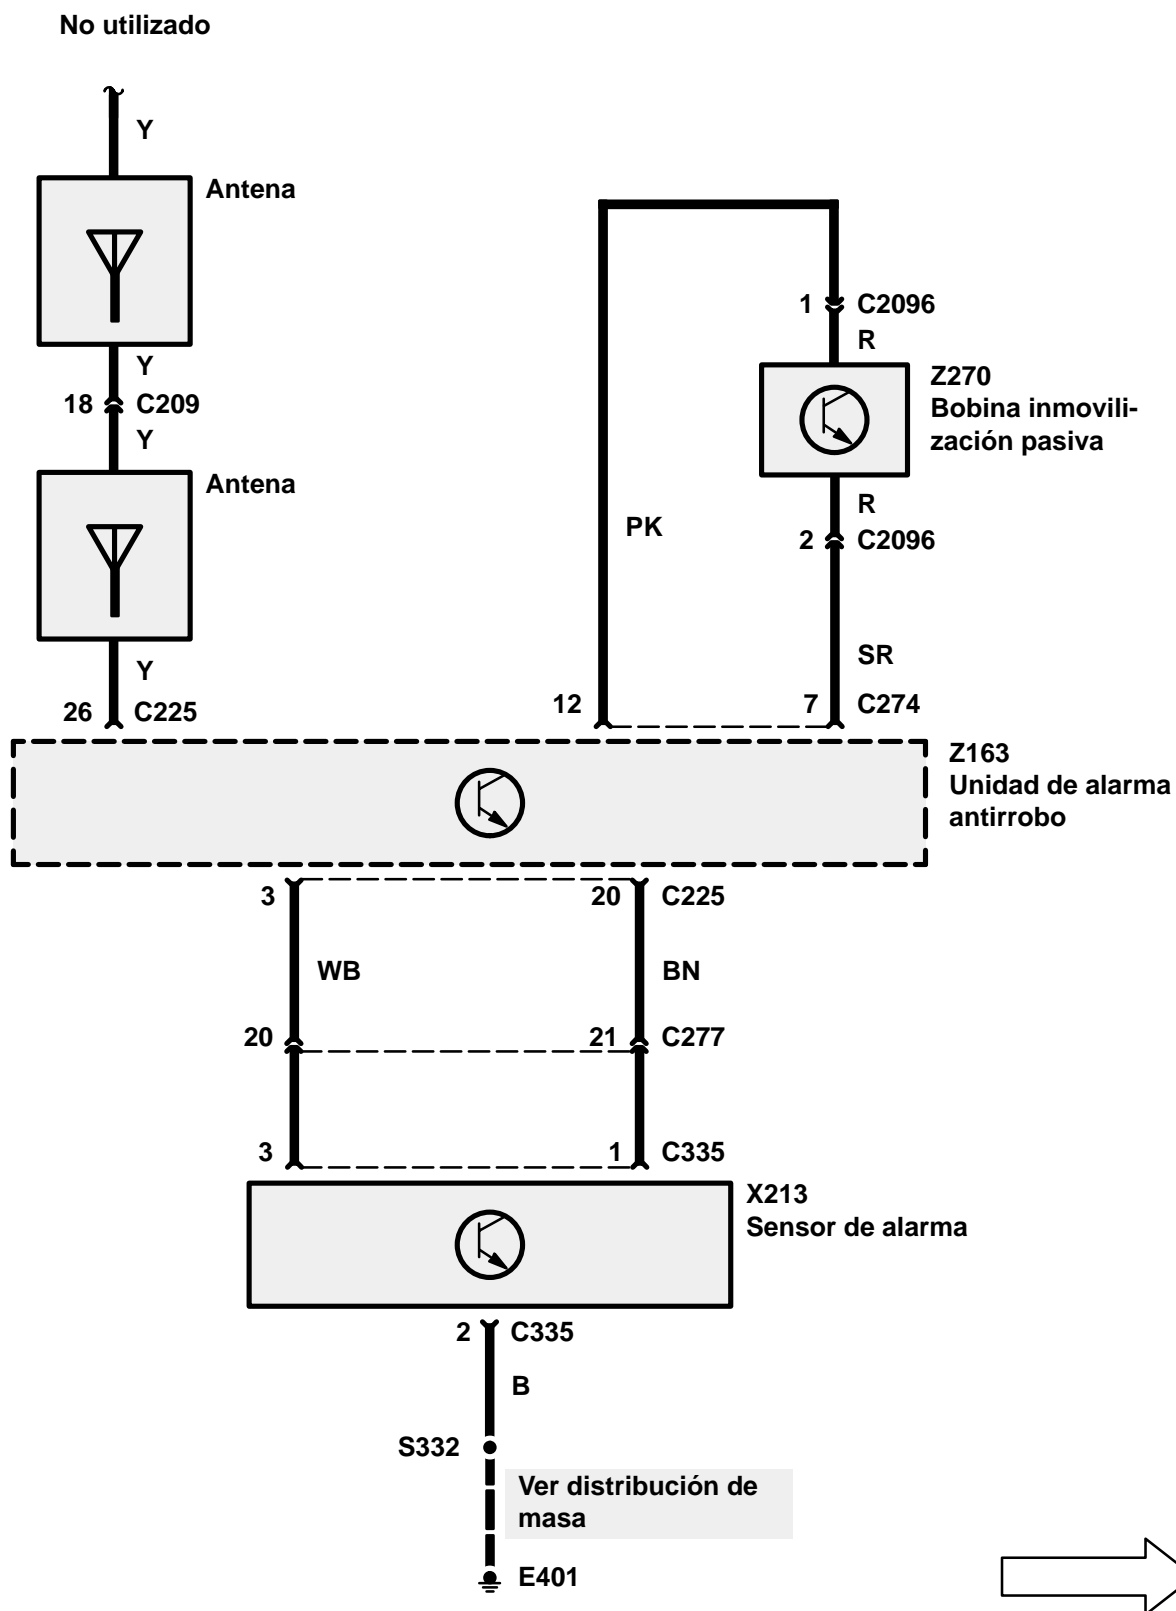 No utilizado
Y
Antena
Y
18 C209
Y
Antena
Y
26 C225
1 C2096
R
Z270
Bobina inmovili-
zación pasiva
R
PK
2 C2096
SR
12 7 C274
Z163
Unidad de alarma
antirrobo
3 20 C225
WB BN
20 21 C277
3 1 C335
X213
Sensor de alarma
2 C335
B
S332
Ver distribución de
masa
E401